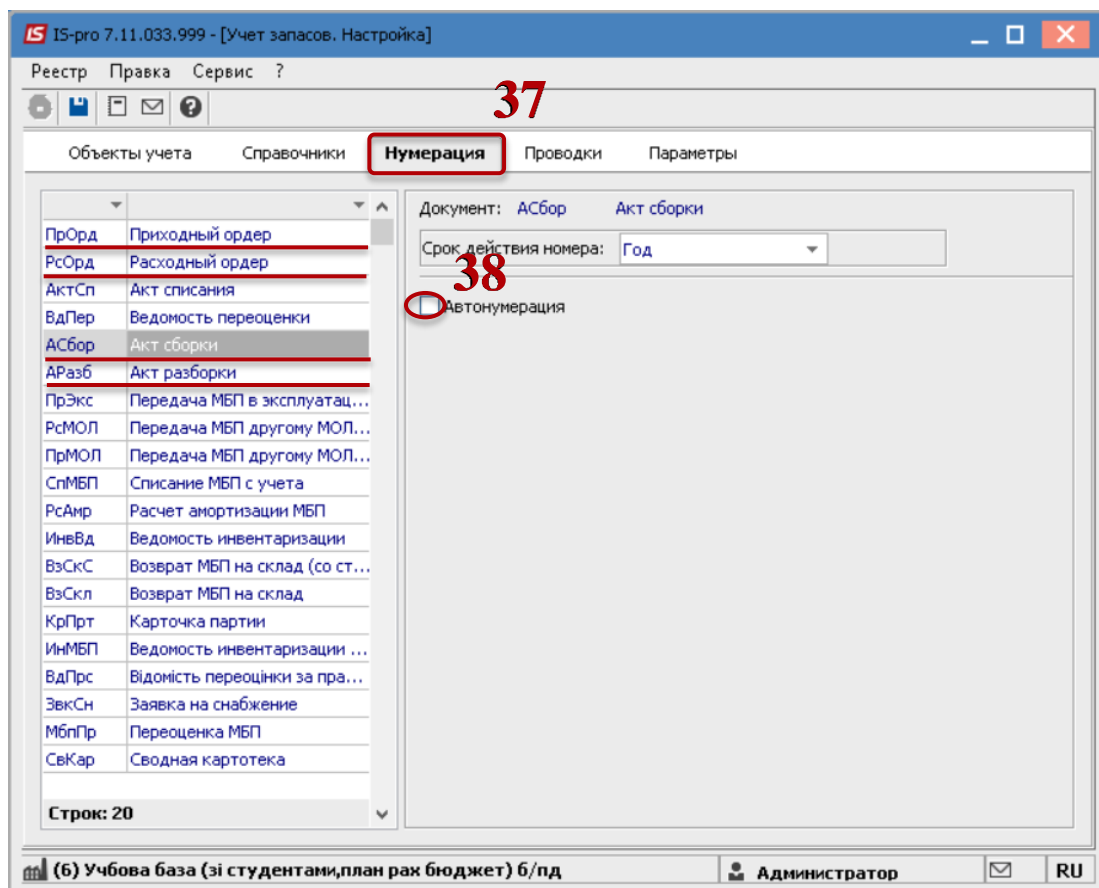 IS-pro 7.11.033.999 - [Учет запасов. Настройка]
Реестр Правка Сервис ?
37
Объекты учета Справочники Нумерация Проводки Параметры
Документ: АСбор Акт сборки
Срок действия номера: Год
38
Автонумерация
ПрОрд Приходный ордер
РсОрд Расходный ордер
АктСп Акт списания
ВдПер Ведомость переоценки
АСбор Акт сборки
АРазб Акт разборки
ПрЭкс Передача МБП в эксплуатац...
РсМОЛ Передача МБП другому МОЛ...
ПрМОЛ Передача МБП другому МОЛ...
СпМБП Списание МБП с учета
РсАмр Расчет амортизации МБП
ИнвВд Ведомость инвентаризации
ВзСкС Возврат МБП на склад (со ст...
ВзСкл Возврат МБП на склад
КрПрт Карточка партии
ИнМБП Ведомость инвентаризации ...
ВдПрс Відомість переоцінки за пра...
ЗвкСн Заявка на снабжение
МбпПр Переоценка МБП
СвКар Сводная картотека
Строк: 20
(6) Учбова база (зі студентами,план рах бюджет) б/пд Администратор RU